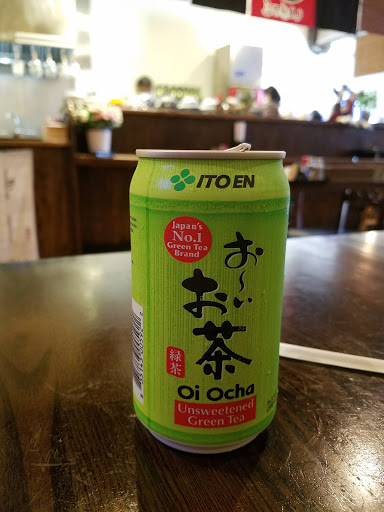 ITO EN
Japan's
No.1
Green Tea
Brand
お〜い
お茶
緑茶
Oi Ocha
Unsweetened
Green Tea